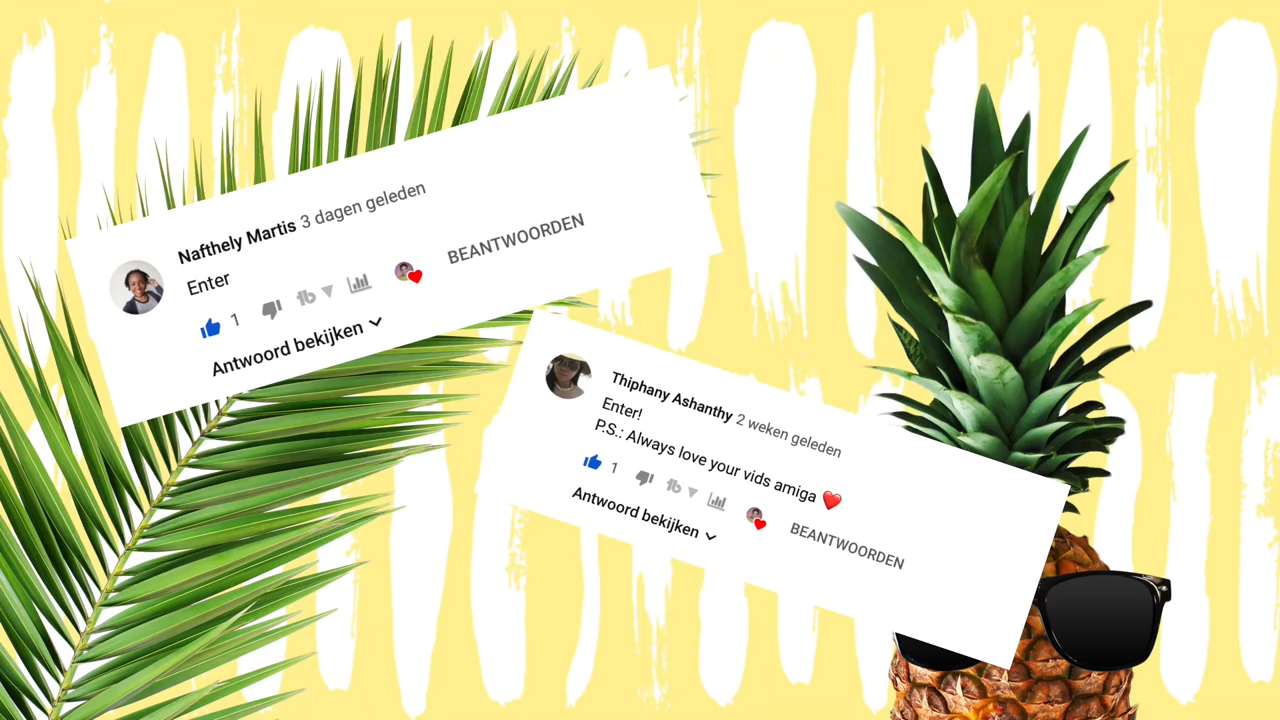 Nafthely Martis 3 dagen geleden
Enter
1 BEANTWOORDEN
Antwoord bekijken
Thiphany Ashanthy 2 weken geleden
Enter!
P.S.: Always love your vids amiga ❤️
1 BEANTWOORDEN
Antwoord bekijken